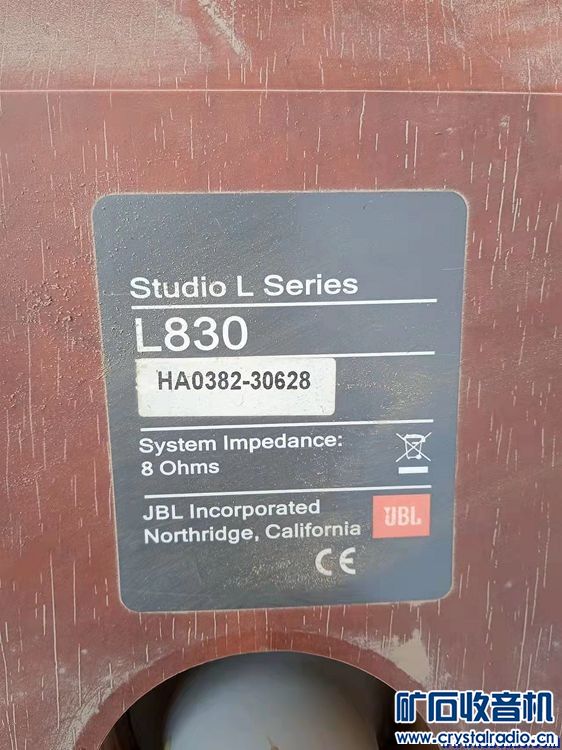 Studio L Series
L830
HA0382-30628
System Impedance:
8 Ohms
JBL Incorporated
Northridge, California
JBL
CE
矿石收音机
www.crystalradio.cn